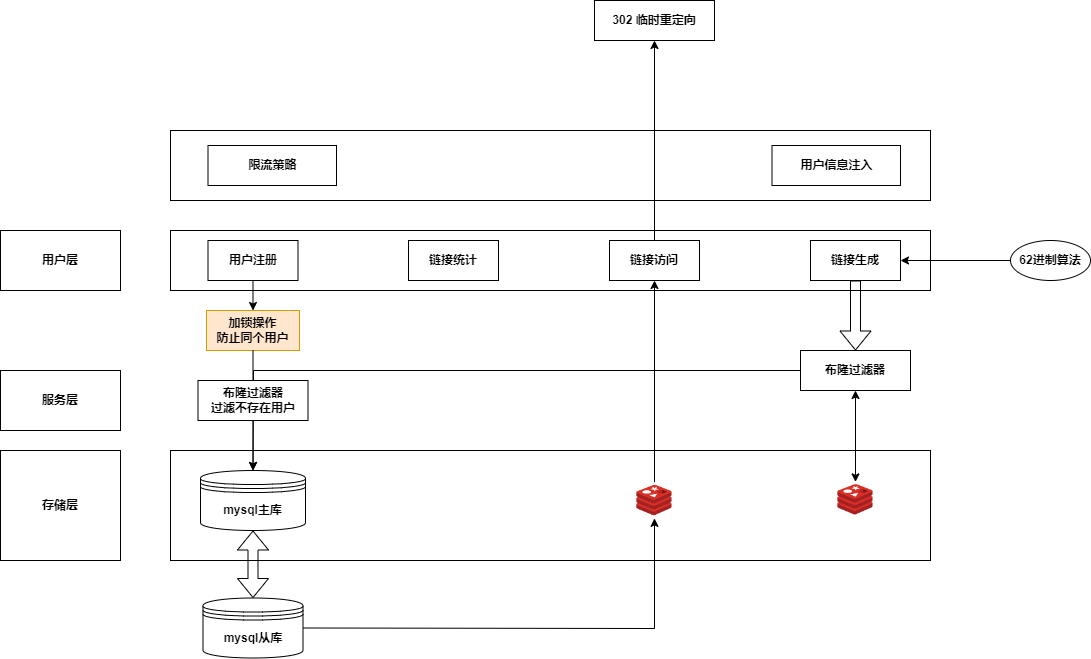 302 临时重定向
限流策略
用户信息注入
用户层
用户注册
链接统计
链接访问
链接生成
62进制算法
加锁操作
防止同个用户
服务层
布隆过滤器
过滤不存在用户
布隆过滤器
存储层
mysql主库
mysql从库